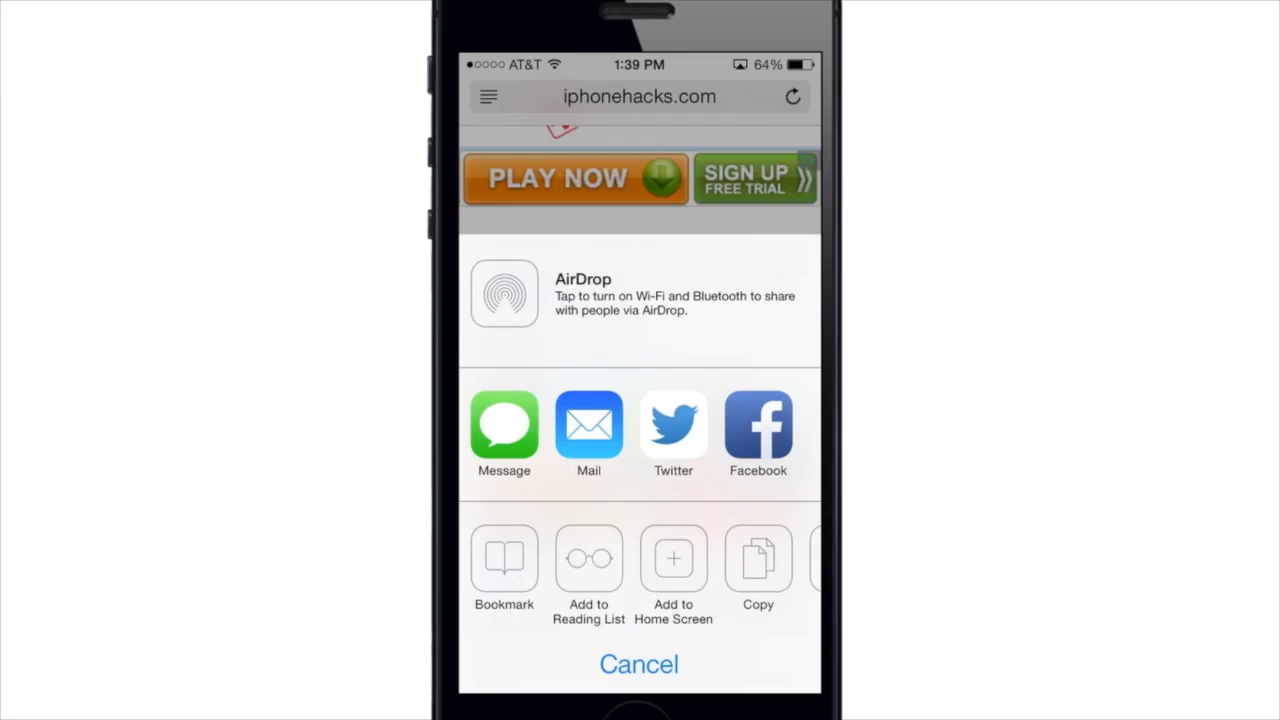 AT&T 1:39 PM 64%
iphonehacks.com
PLAY NOW
SIGN UP
FREE TRIAL
AirDrop
Tap to turn on Wi-Fi and Bluetooth to share
with people via AirDrop.
Message Mail Twitter Facebook
Bookmark Add to Add to Copy
Reading List Home Screen
Cancel